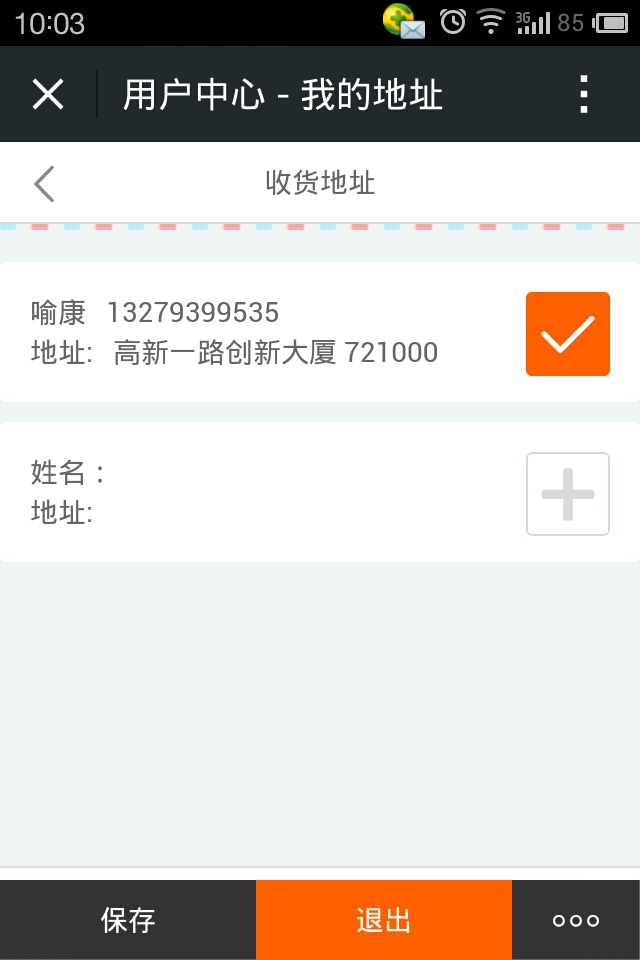 10:03 3G 85
用户中心 - 我的地址
收货地址
喻康 13279399535
地址: 高新一路创新大厦 721000
姓名：
地址:
保存 退出